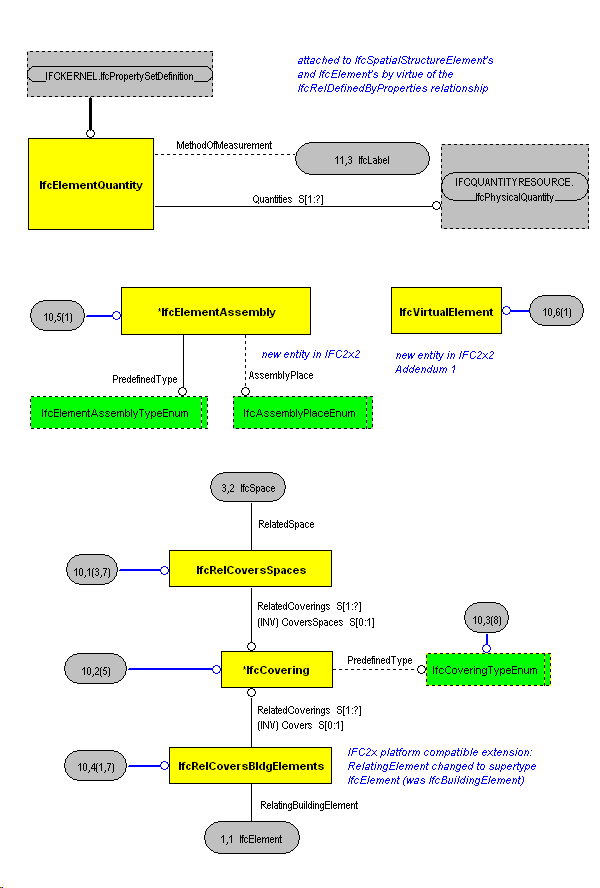 IFCKERNEL.IfcPropertySetDefinition
attached to IfcSpatialStructureElement's
and IfcElement's by virtue of the
IfcRelDefinedByProperties relationship
MethodOfMeasurement
11,3 IfcLabel
IfcElementQuantity
IFCQUANTITYRESOURCE.
IfcPhysicalQuantity
Quantities S[1:?]
10,5(1)
*IfcElementAssembly
IfcVirtualElement
10,6(1)
new entity in IFC2x2
new entity in IFC2x2
Addendum 1
PredefinedType
AssemblyPlace
IfcElementAssemblyTypeEnum
IfcAssemblyPlaceEnum
3,2 IfcSpace
RelatedSpace
10,1(3,7)
IfcRelCoversSpaces
RelatedCoverings S[1:?]
(INV) CoversSpaces S[0:1]
10,3(8)
10,2(5)
*IfcCovering
PredefinedType
IfcCoveringTypeEnum
RelatedCoverings S[1:?]
(INV) Covers S[0:1]
10,4(1,7)
IfcRelCoversBldgElements
IFC2x platform compatible extension:
RelatingElement changed to supertype
IfcElement (was IfcBuildingElement)
RelatingBuildingElement
1,1 IfcElement